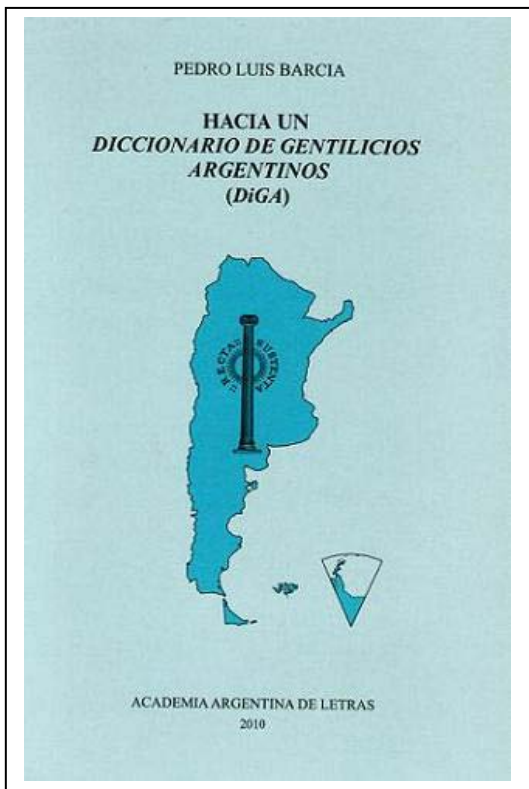 PEDRO LUIS BARCIA
HACIA UN
DICCIONARIO DE GENTILICIOS
ARGENTINOS
(DiGA)
RECTA SUSTENTA
ACADEMIA ARGENTINA DE LETRAS
2010